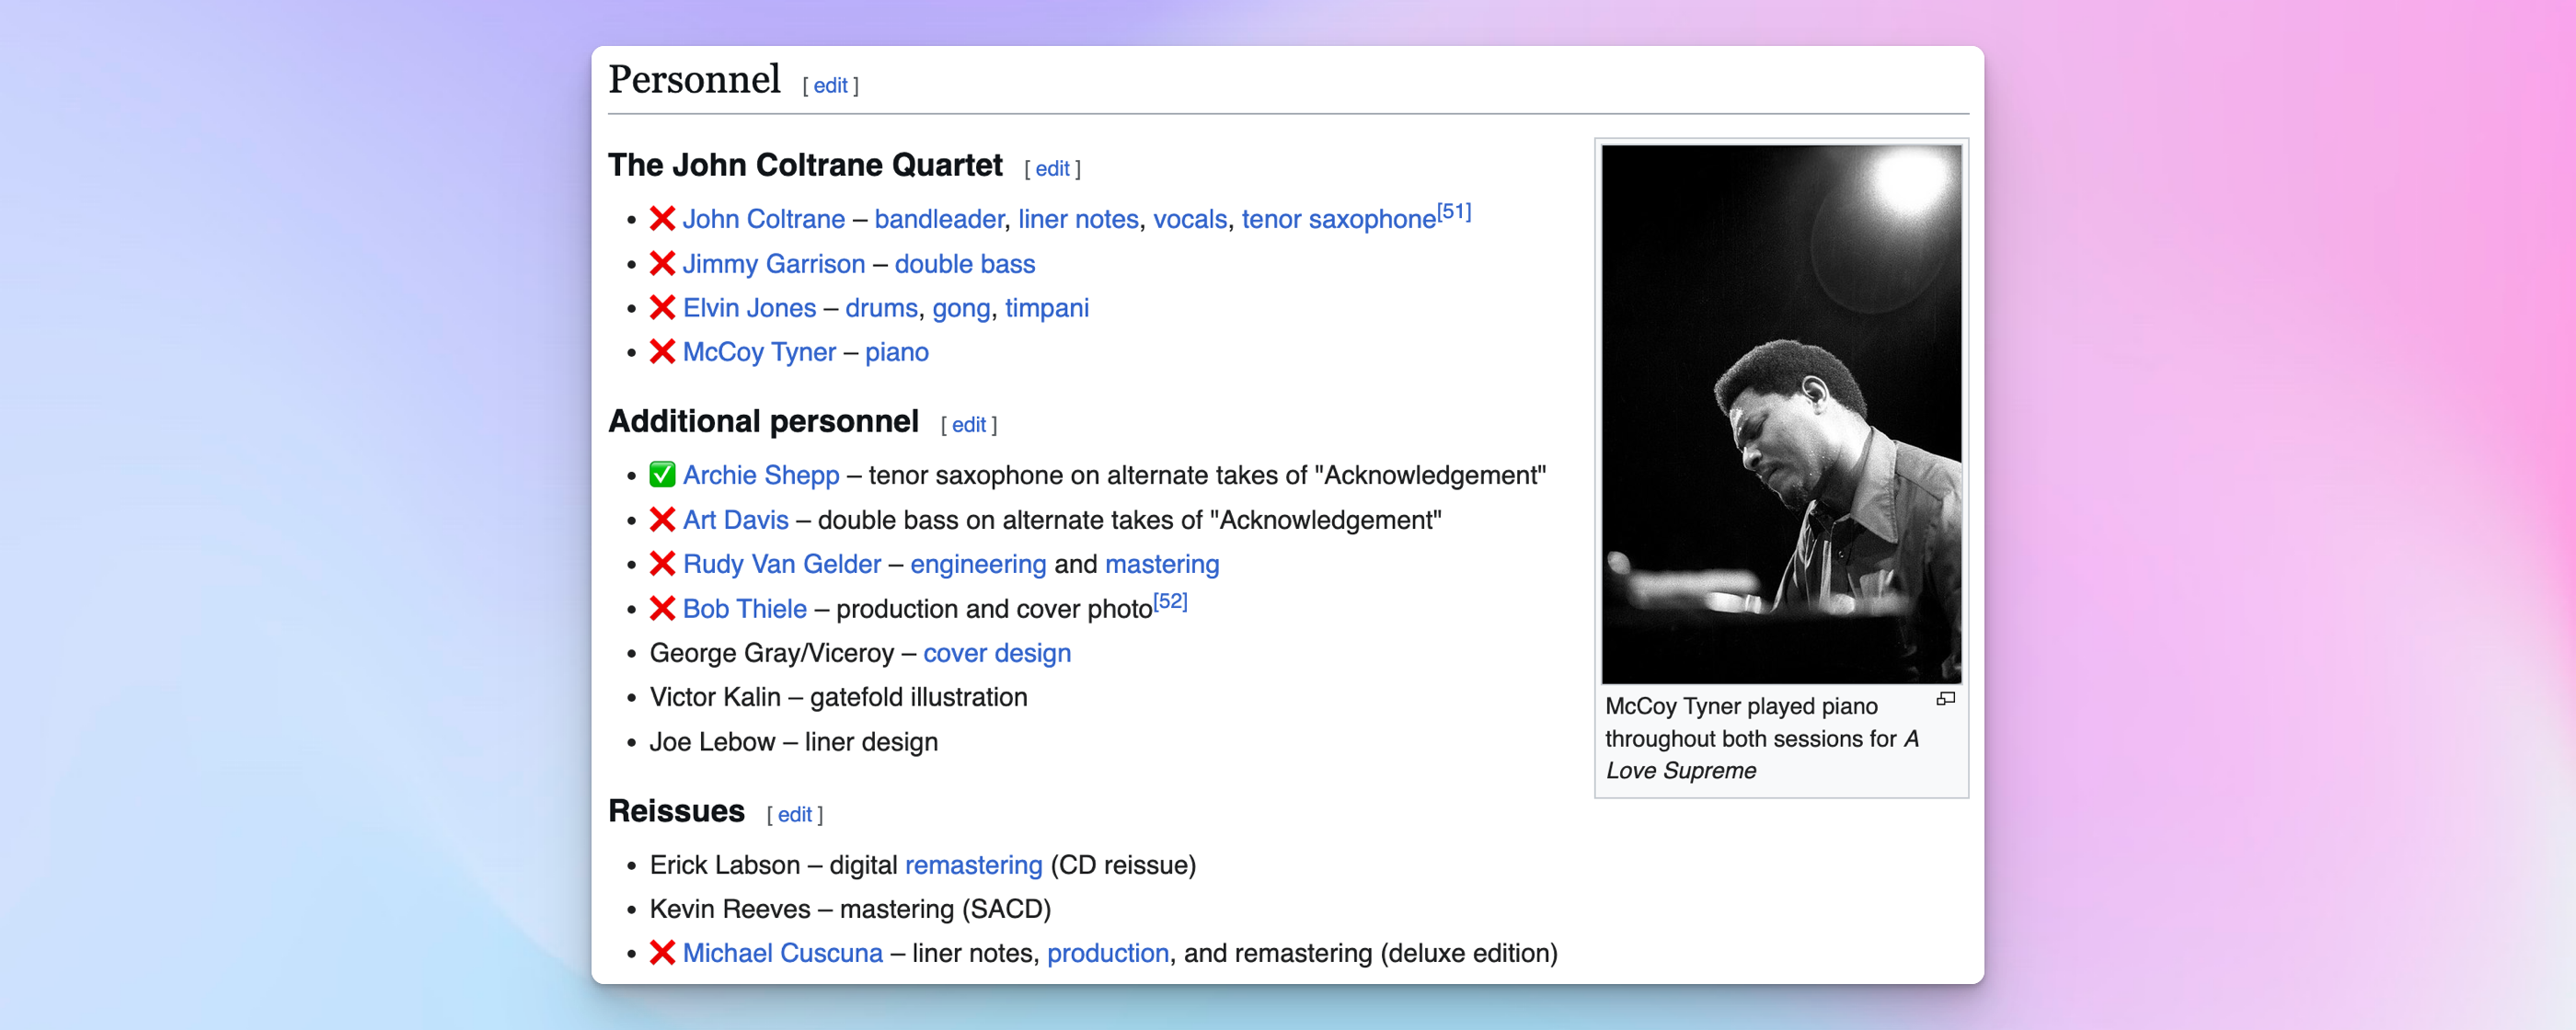 Personnel [ edit ]
The John Coltrane Quartet [ edit ]
• ❌ John Coltrane – bandleader, liner notes, vocals, tenor saxophone[51]
• ❌ Jimmy Garrison – double bass
• ❌ Elvin Jones – drums, gong, timpani
• ❌ McCoy Tyner – piano
Additional personnel [ edit ]
• ✅ Archie Shepp – tenor saxophone on alternate takes of "Acknowledgement"
• ❌ Art Davis – double bass on alternate takes of "Acknowledgement"
• ❌ Rudy Van Gelder – engineering and mastering
• ❌ Bob Thiele – production and cover photo[52]
• George Gray/Viceroy – cover design
• Victor Kalin – gatefold illustration
• Joe Lebow – liner design
Reissues [ edit ]
• Erick Labson – digital remastering (CD reissue)
• Kevin Reeves – mastering (SACD)
• ❌ Michael Cuscuna – liner notes, production, and remastering (deluxe edition)
McCoy Tyner played piano
throughout both sessions for A
Love Supreme